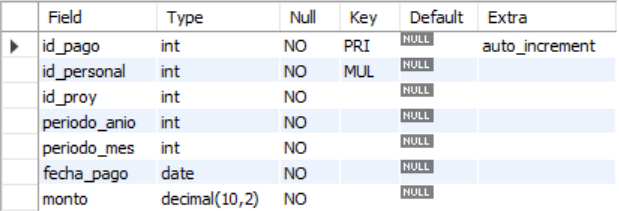 Field Type Null Key Default Extra
id_pago int NO PRI NULL auto_increment
id_personal int NO MUL NULL
id_proy int NO NULL
periodo_anio int NO NULL
periodo_mes int NO NULL
fecha_pago date NO NULL
monto decimal(10,2) NO NULL